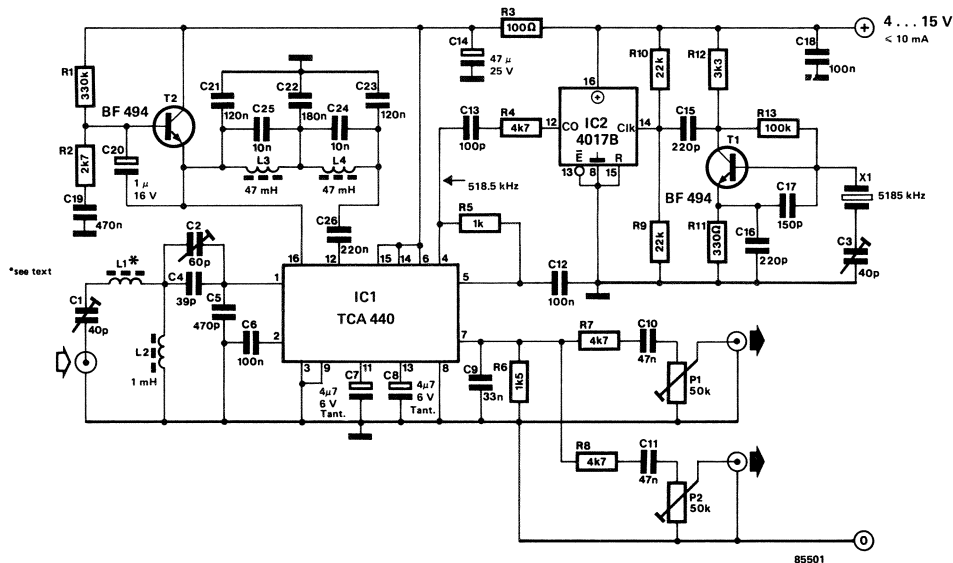 R3
100Ω
4 . . . 15 V
< 10 mA
C14
47 µ
25 V
R10
22k
R12
3k3
C18
100n
R1
330k
BF 494
T2
C21
120n
C22
180n
C23
120n
C25
10n
C24
10n
L3
47 mH
L4
47 mH
16
C13
100p
R4
4k7
12
CO
IC2
4017B
Clk
14
C15
220p
R13
100k
T1
Ē
13
8
R
15
BF 494
R2
2k7
C20
1 µ
16 V
C19
470n
518.5 kHz
R5
1k
X1
5185 kHz
C17
150p
R9
22k
R11
330Ω
C16
220p
C3
40p
C26
220n
C2
60p
*see text
L1*
C4
39p
16
12
15
14
6
4
C12
100n
C1
40p
C5
470p
1
IC1
TCA 440
5
C6
100n
2
7
L2
1 mH
3
9
11
13
8
4µ7
6 V
Tant.
C7
C8
4µ7
6 V
Tant.
C9
33n
R6
1k5
R7
4k7
C10
47n
P1
50k
R8
4k7
C11
47n
P2
50k
0
85501